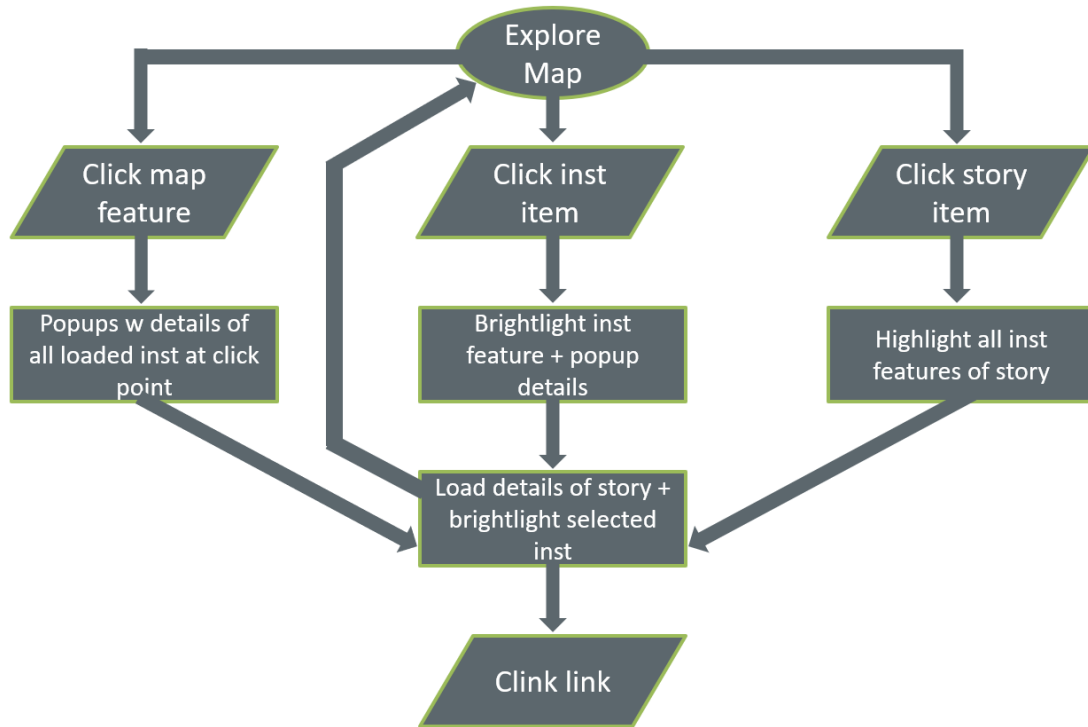 Explore
Map
Click map
feature
Click inst
item
Click story
item
Popups w details of
all loaded inst at click
point
Brightlight inst
feature + popup
details
Highlight all inst
features of story
Load details of story +
brightlight selected
inst
Clink link